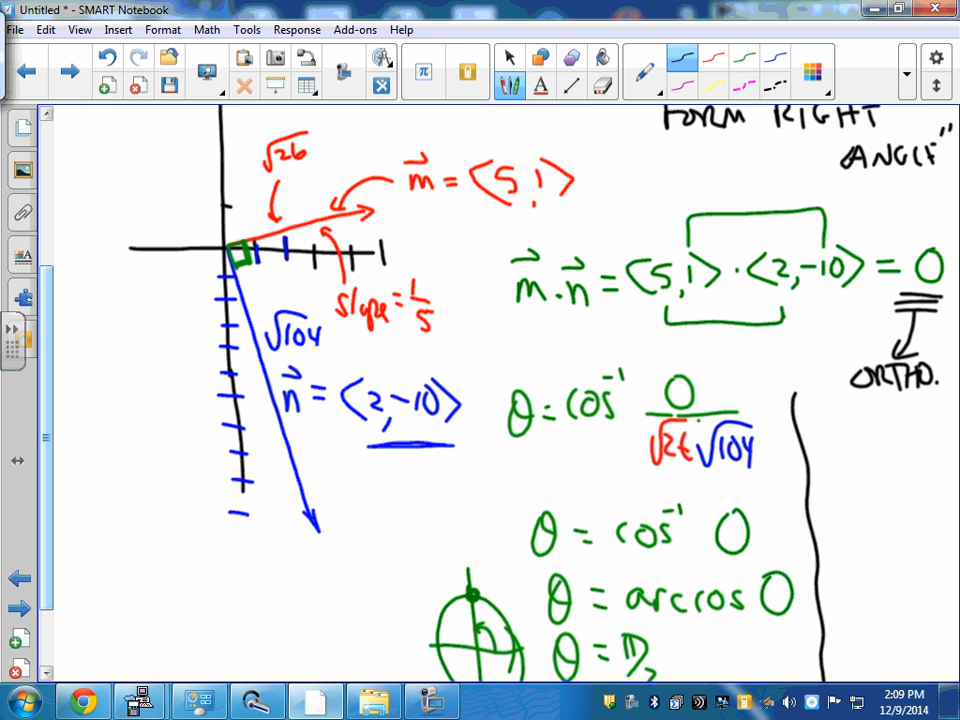 Untitled * - SMART Notebook
File Edit View Insert Format Math Tools Response Add-ons Help
FORM RIGHT
ANGLE"
√26
m⃗ = <5, 1>
slope = 1/5
√104
n⃗ = <2, -10>
m⃗ · n⃗ = <5, 1> · <2, -10> = 0
ORTHO.
θ = cos⁻¹ 0/(√26 √104)
θ = cos⁻¹ 0
θ = arccos 0
θ = π/2
2:09 PM
12/9/2014